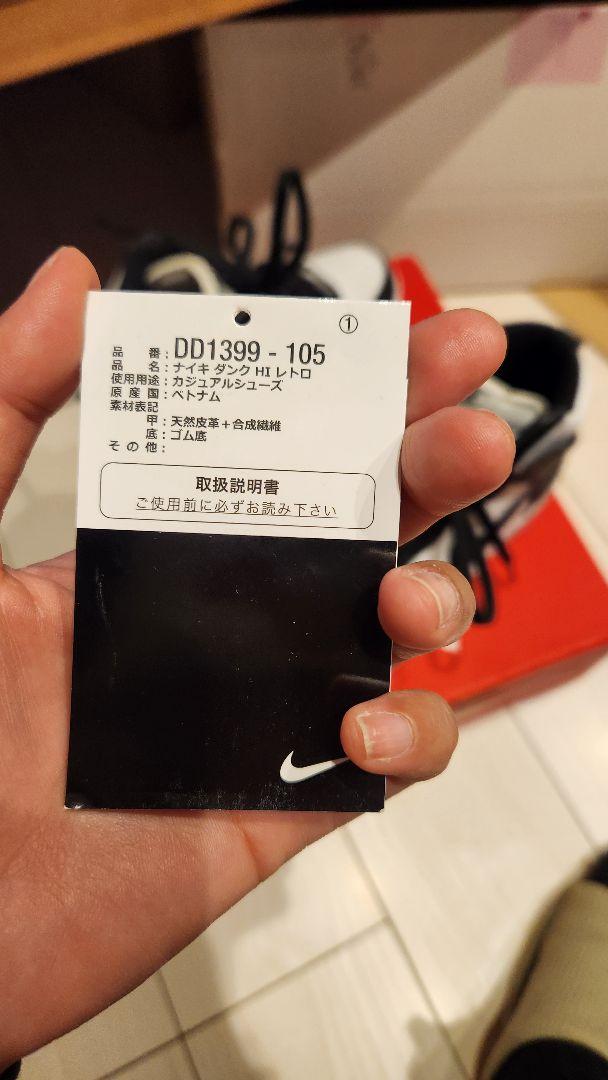 ①
品 番：DD1399 - 105
品 名：ナイキ ダンク HI レトロ
使用用途：カジュアルシューズ
原 産 国：ベトナム
素材表記
甲：天然皮革＋合成繊維
底：ゴム底
そ の 他：
取扱説明書
ご使用前に必ずお読み下さい